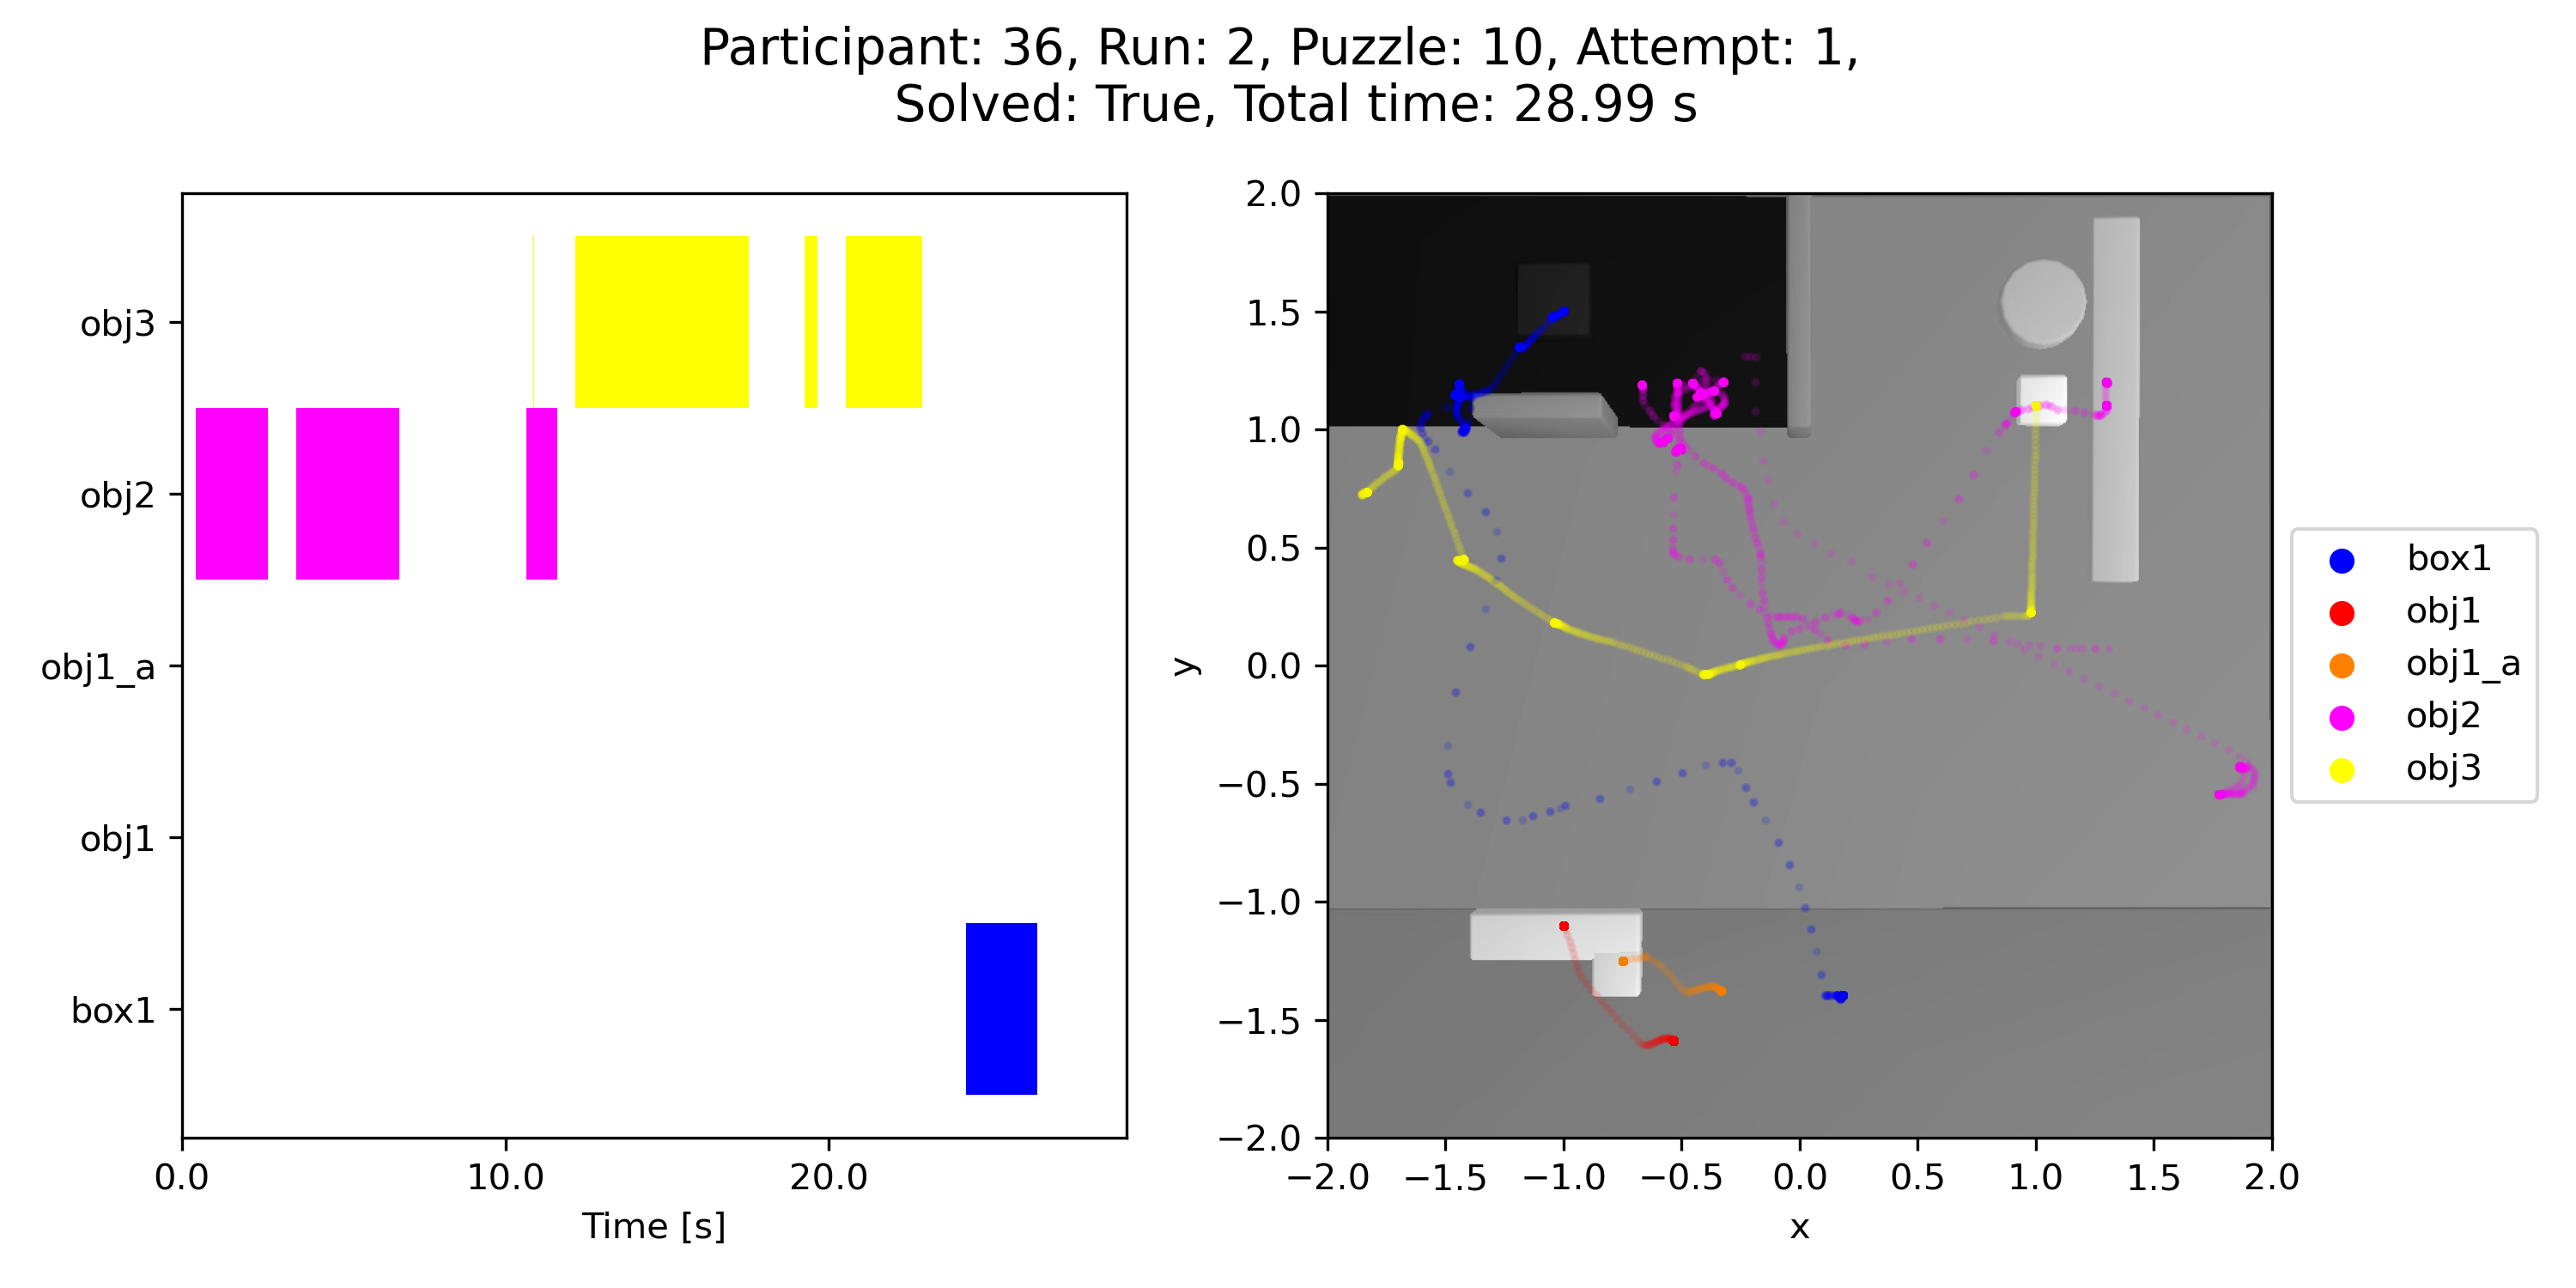 Participant: 36, Run: 2, Puzzle: 10, Attempt: 1,
Solved: True, Total time: 28.99 s
obj3
obj2
obj1_a
obj1
box1
0.0 10.0 20.0
Time [s]
2.0
1.5
1.0
0.5
0.0
−0.5
−1.0
−1.5
−2.0
y
−2.0 −1.5 −1.0 −0.5 0.0 0.5 1.0 1.5 2.0
x
box1
obj1
obj1_a
obj2
obj3